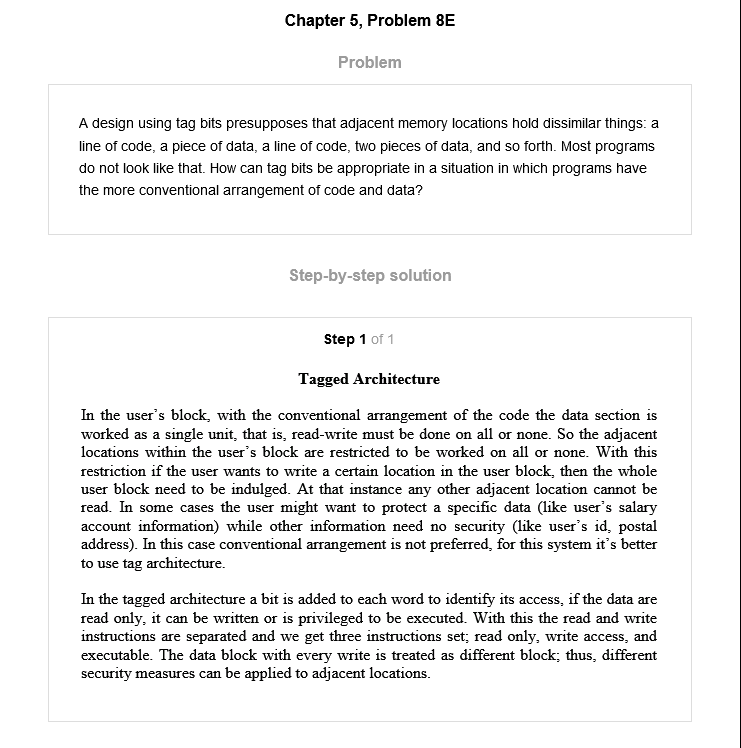 Chapter 5, Problem 8E
Problem
A design using tag bits presupposes that adjacent memory locations hold dissimilar things: a
line of code, a piece of data, a line of code, two pieces of data, and so forth. Most programs
do not look like that. How can tag bits be appropriate in a situation in which programs have
the more conventional arrangement of code and data?
Step-by-step solution
Step 1 of 1
Tagged Architecture
In the user's block, with the conventional arrangement of the code the data section is
worked as a single unit, that is, read-write must be done on all or none. So the adjacent
locations within the user's block are restricted to be worked on all or none. With this
restriction if the user wants to write a certain location in the user block, then the whole
user block need to be indulged. At that instance any other adjacent location cannot be
read. In some cases the user might want to protect a specific data (like user's salary
account information) while other information need no security (like user's id, postal
address). In this case conventional arrangement is not preferred, for this system it's better
to use tag architecture.
In the tagged architecture a bit is added to each word to identify its access, if the data are
read only, it can be written or is privileged to be executed. With this the read and write
instructions are separated and we get three instructions set; read only, write access, and
executable. The data block with every write is treated as different block; thus, different
security measures can be applied to adjacent locations.